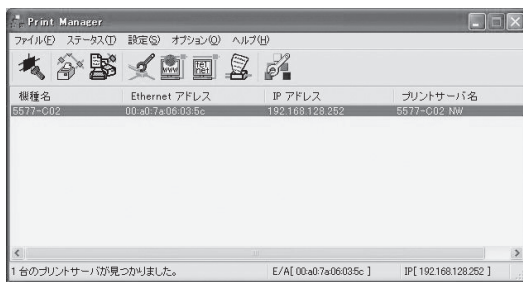 Print Manager
ファイル(F) ステータス(T) 設定(S) オプション(O) ヘルプ(H)
www tel net
機種名 Ethernet アドレス IP アドレス プリントサーバ名
5577-C02 00:a0:7a:06:03:5c 192.168.128.252 5577-C02 NW
1 台のプリントサーバが見つかりました。 E/A[ 00:a0:7a:06:03:5c ] IP[ 192.168.128.252 ]